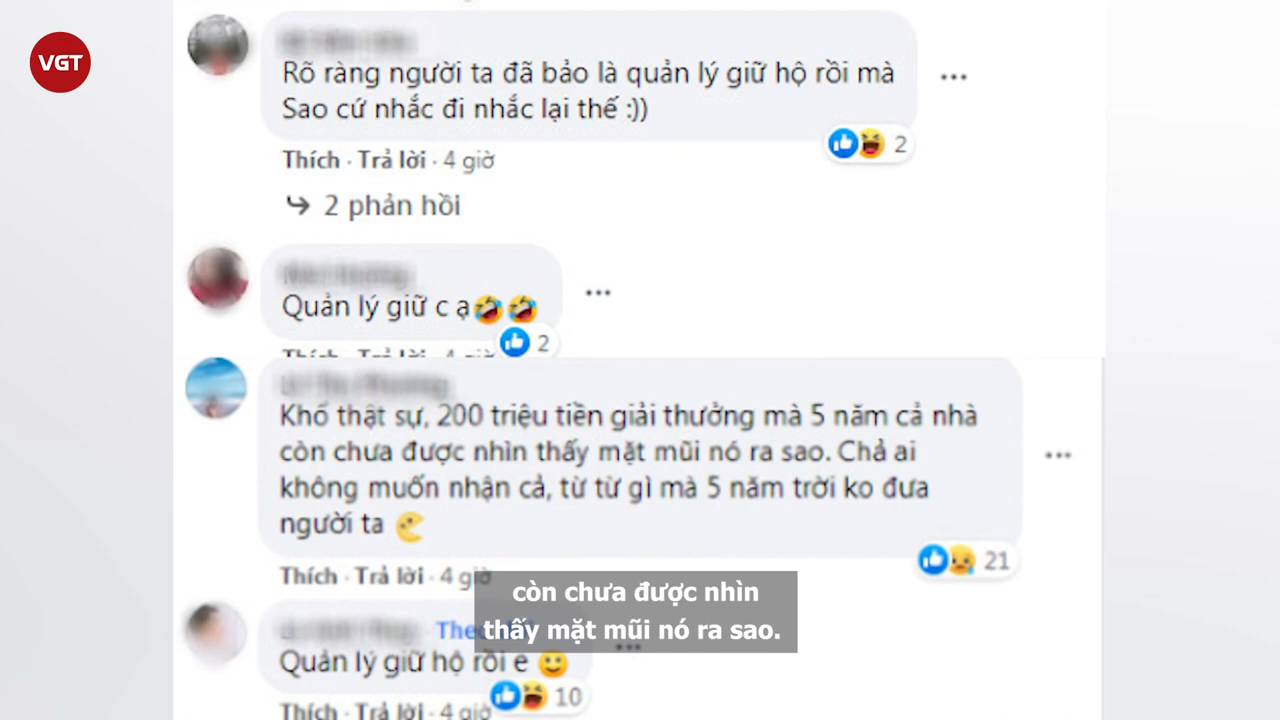 VGT
Rõ ràng người ta đã bảo là quản lý giữ hộ rồi mà
Sao cứ nhắc đi nhắc lại thế :))
2
Thích · Trả lời · 4 giờ
2 phản hồi
Quản lý giữ c ạ🤣🤣
2
Thích · Trả lời · 4 giờ
Khổ thật sự, 200 triệu tiền giải thưởng mà 5 năm cả nhà
còn chưa được nhìn thấy mặt mũi nó ra sao. Chả ai
không muốn nhận cả, từ từ gì mà 5 năm trời ko đưa
người ta
21
Thích · Trả lời · 4 giờ
còn chưa được nhìn
thấy mặt mũi nó ra sao.
Quản lý giữ hộ rồi e 🙂
10
Thích · Trả lời · 4 giờ